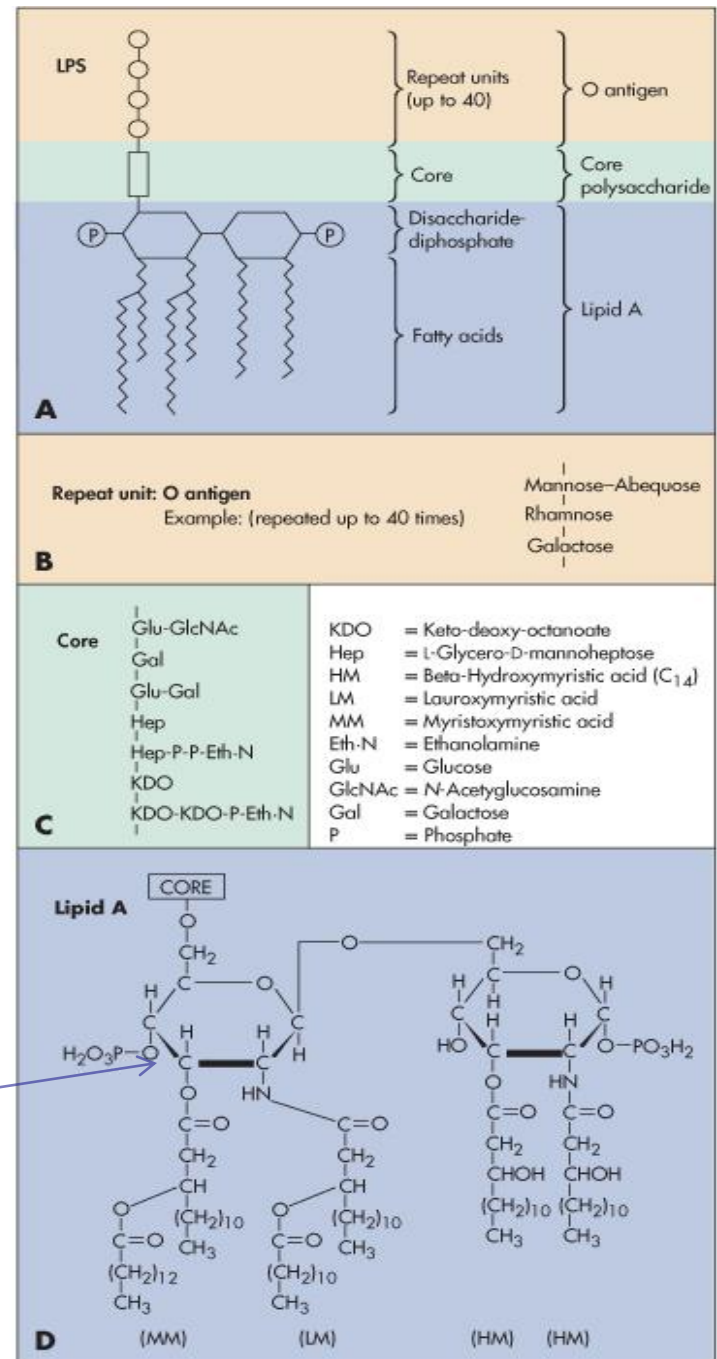 LPS
P
P
Repeat units
(up to 40)
O antigen
Core
Core
polysaccharide
Disaccharide-
diphosphate
Fatty acids
Lipid A
A
Repeat unit: O antigen
Example: (repeated up to 40 times)
Mannose–Abequose
Rhamnose
Galactose
B
Core
Glu-GlcNAc
Gal
Glu-Gal
Hep
Hep-P-P-Eth-N
KDO
KDO-KDO-P-Eth-N
C
KDO = Keto-deoxy-octanoate
Hep = L-Glycero-D-mannoheptose
HM = Beta-Hydroxymyristic acid (C14)
LM = Lauroxymyristic acid
MM = Myristoxymyristic acid
Eth-N = Ethanolamine
Glu = Glucose
GlcNAc = N-Acetyglucosamine
Gal = Galactose
P = Phosphate
Lipid A
CORE
O
CH2 O CH2
H C O H C O H
C H H C C H H C
H2O3P–O C C H HO C C O–PO3H2
O HN O HN
C=O C=O C=O C=O
CH2 CH2 CH2 CH2
CH CH CHOH CHOH
O (CH2)10 O (CH2)10 (CH2)10 (CH2)10
C=O CH3 C=O CH3 CH3 CH3
(CH2)12 (CH2)10
CH3 CH3
D (MM) (LM) (HM) (HM)